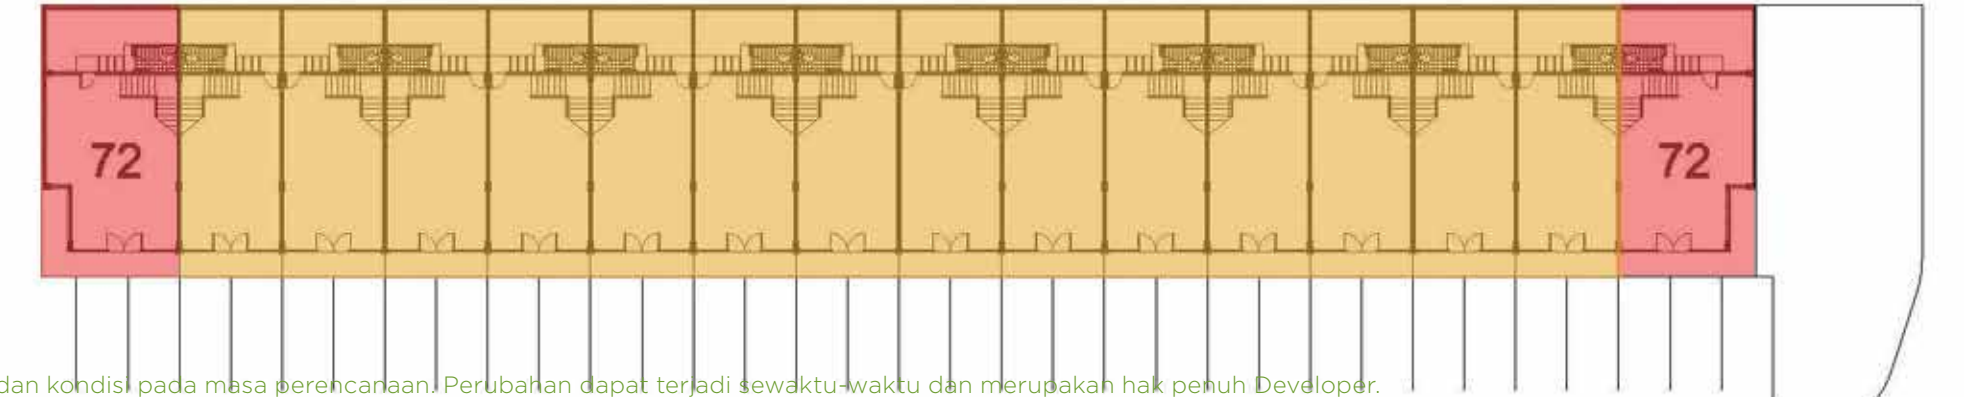 72
72
dan kondisi pada masa perencanaan. Perubahan dapat terjadi sewaktu-waktu dan merupakan hak penuh Developer.